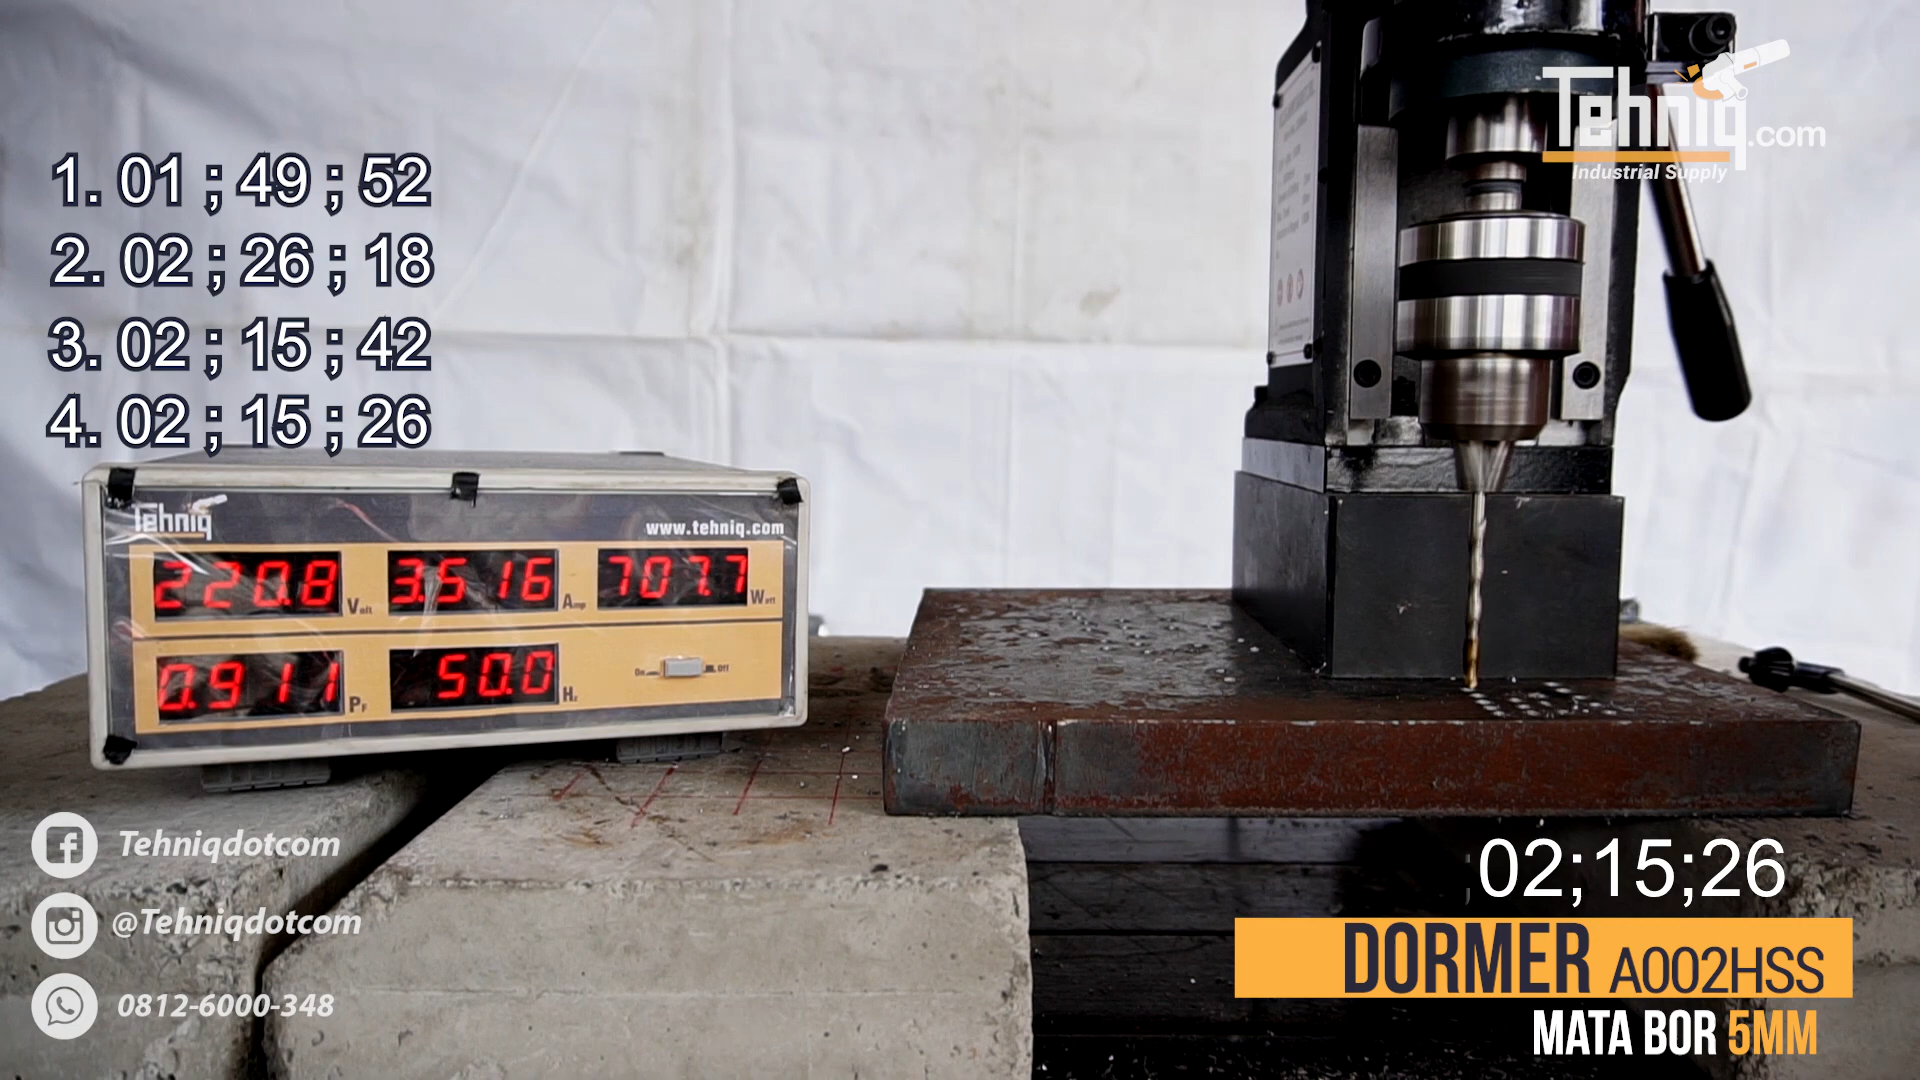 Tehniq.com
Industrial Supply
1. 01 ; 49 ; 52
2. 02 ; 26 ; 18
3. 02 ; 15 ; 42
4. 02 ; 15 ; 26
Tehniq
www.tehniq.com
220.8 Volt 3.516 Amp 707.7 Watt
0.911 PF 50.0 Hz On Off
Tehniqdotcom
@Tehniqdotcom
0812-6000-348
;02;15;26
DORMER A002HSS
MATA BOR 5MM